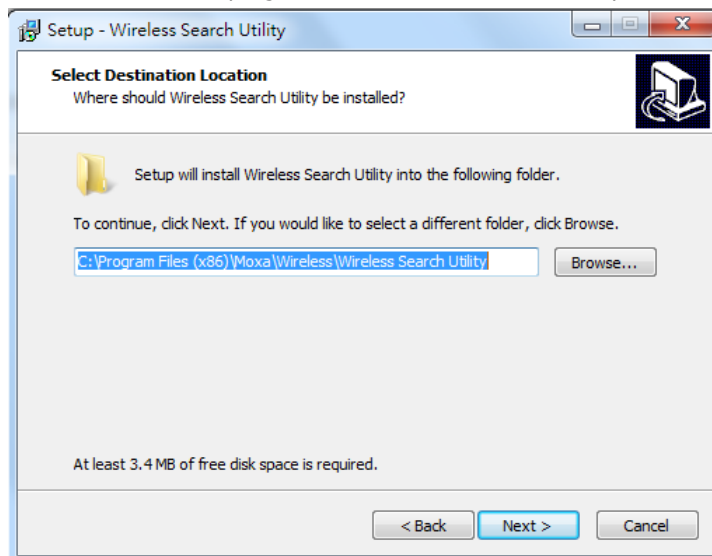 Setup - Wireless Search Utility
Select Destination Location
Where should Wireless Search Utility be installed?
Setup will install Wireless Search Utility into the following folder.
To continue, click Next. If you would like to select a different folder, click Browse.
C:\Program Files (x86)\Moxa\Wireless\Wireless Search Utility
Browse...
At least 3.4 MB of free disk space is required.
< Back Next > Cancel